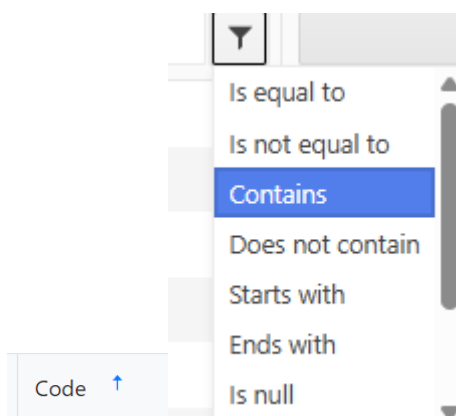 Is equal to
Is not equal to
Contains
Does not contain
Starts with
Ends with
Is null
Code